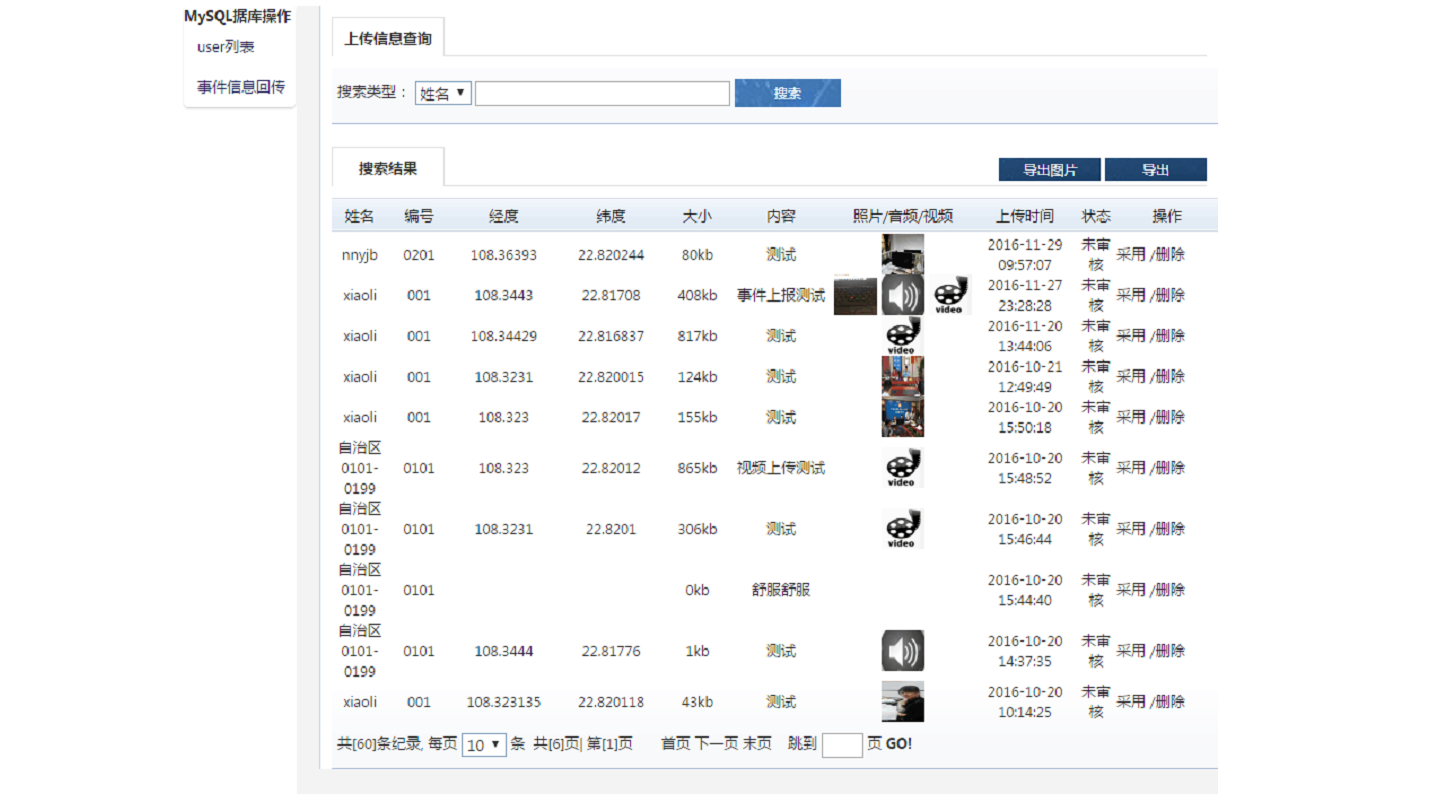 MySQL据库操作
user列表
事件信息回传
上传信息查询
搜索类型： 姓名 搜索
搜索结果
导出图片 导出
姓名 编号 经度 纬度 大小 内容 照片/音频/视频 上传时间 状态 操作
nnyjb 0201 108.36393 22.820244 80kb 测试 2016-11-29 09:57:07 未审核 采用 /删除
xiaoli 001 108.3443 22.81708 408kb 事件上报测试 video 2016-11-27 23:28:28 未审核 采用 /删除
xiaoli 001 108.34429 22.816837 817kb 测试 video 2016-11-20 13:44:06 未审核 采用 /删除
xiaoli 001 108.3231 22.820015 124kb 测试 2016-10-21 12:49:49 未审核 采用 /删除
xiaoli 001 108.323 22.82017 155kb 测试 2016-10-20 15:50:18 未审核 采用 /删除
自治区0101-0199 0101 108.323 22.82012 865kb 视频上传测试 video 2016-10-20 15:48:52 未审核 采用 /删除
自治区0101-0199 0101 108.3231 22.8201 306kb 测试 video 2016-10-20 15:46:44 未审核 采用 /删除
自治区0101-0199 0101 0kb 舒服舒服 2016-10-20 15:44:40 未审核 采用 /删除
自治区0101-0199 0101 108.3444 22.81776 1kb 测试 2016-10-20 14:37:35 未审核 采用 /删除
xiaoli 001 108.323135 22.820118 43kb 测试 2016-10-20 10:14:25 未审核 采用 /删除
共[60]条纪录, 每页 10 条 共[6]页| 第[1]页 首页 下一页 末页 跳到 页 GO!